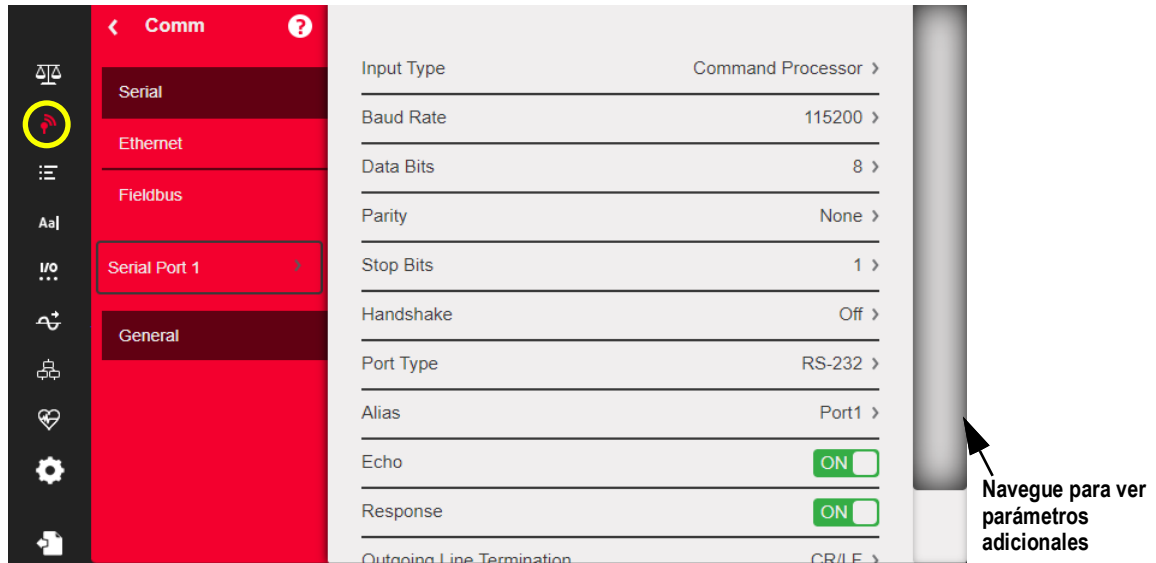 Comm
?
Serial
Ethernet
Fieldbus
Serial Port 1
General
Aa
I/O
Input Type Command Processor
Baud Rate 115200
Data Bits 8
Parity None
Stop Bits 1
Handshake Off
Port Type RS-232
Alias Port1
Echo ON
Response ON
Outgoing Line Termination CR/LF
Navegue para ver
parámetros
adicionales